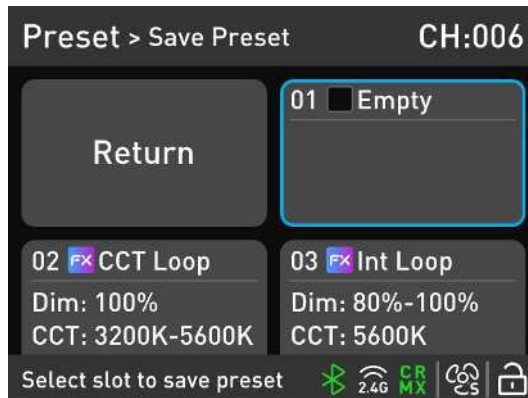 Preset > Save Preset CH:006
Return
01 Empty
02 FX CCT Loop
Dim: 100%
CCT: 3200K-5600K
03 FX Int Loop
Dim: 80%-100%
CCT: 5600K
Select slot to save preset 2.4G CR MX S